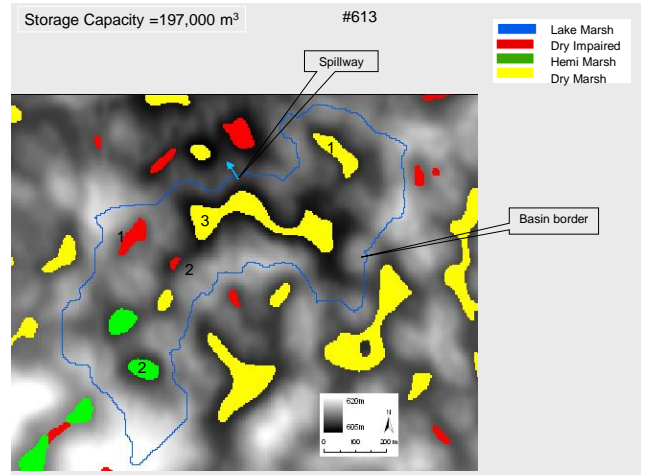 Storage Capacity =197,000 m³
#613
Lake Marsh
Dry Impaired
Hemi Marsh
Dry Marsh
Spillway
1
3
1
Basin border
2
2
620m
605m
N
0 100 200 m